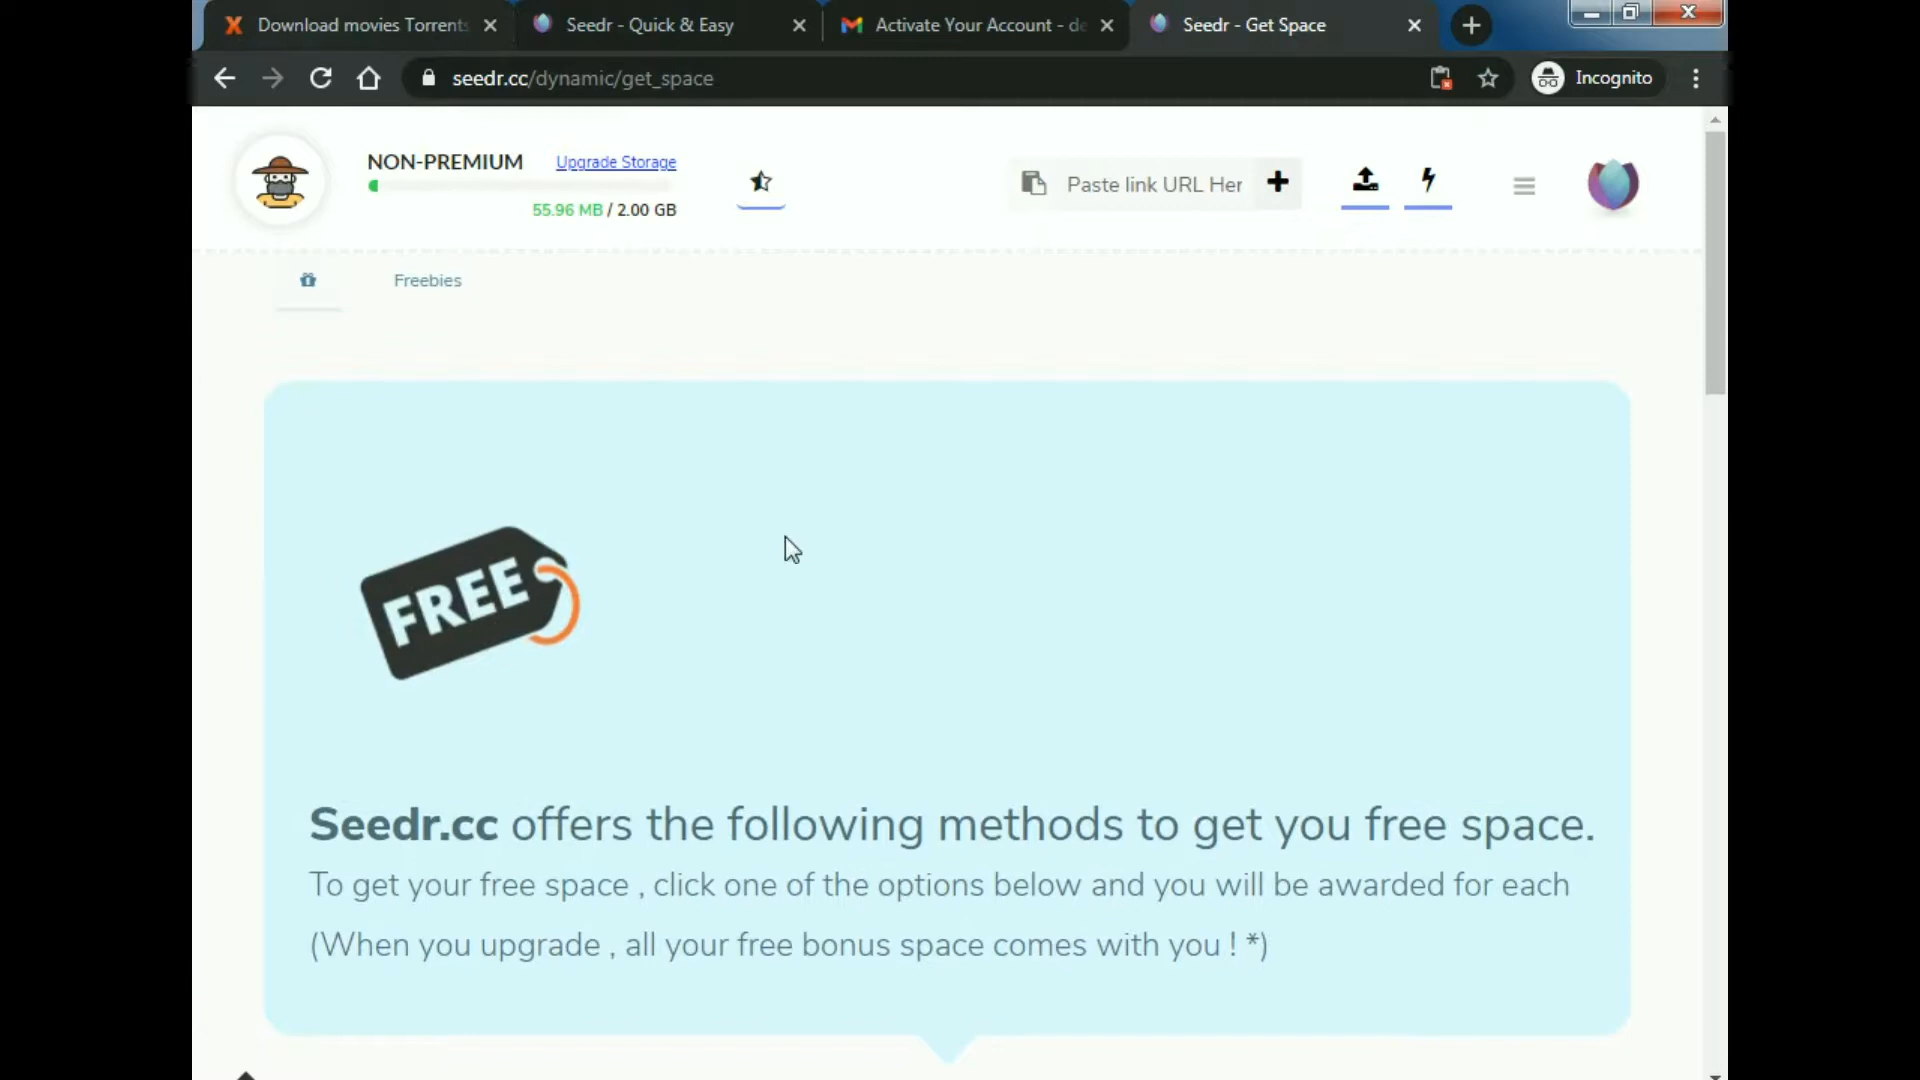 Download movies Torrents
Seedr - Quick & Easy
Activate Your Account - de
Seedr - Get Space
seedr.cc/dynamic/get_space
Incognito
NON-PREMIUM
Upgrade Storage
55.96 MB / 2.00 GB
Paste link URL Her
Freebies
FREE
Seedr.cc offers the following methods to get you free space.
To get your free space , click one of the options below and you will be awarded for each
(When you upgrade , all your free bonus space comes with you ! *)